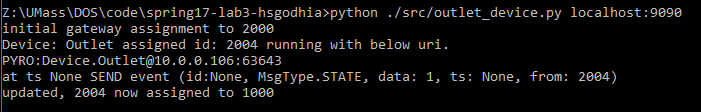 Z:\UMass\DOS\code\spring17-lab3-hsgodhia>python ./src/outlet_device.py localhost:9090
initial gateway assignment to 2000
Device: Outlet assigned id: 2004 running with below uri.
PYRO:Device.Outlet@10.0.0.106:63643
at ts None SEND event (id:None, MsgType.STATE, data: 1, ts: None, from: 2004)
updated, 2004 now assigned to 1000